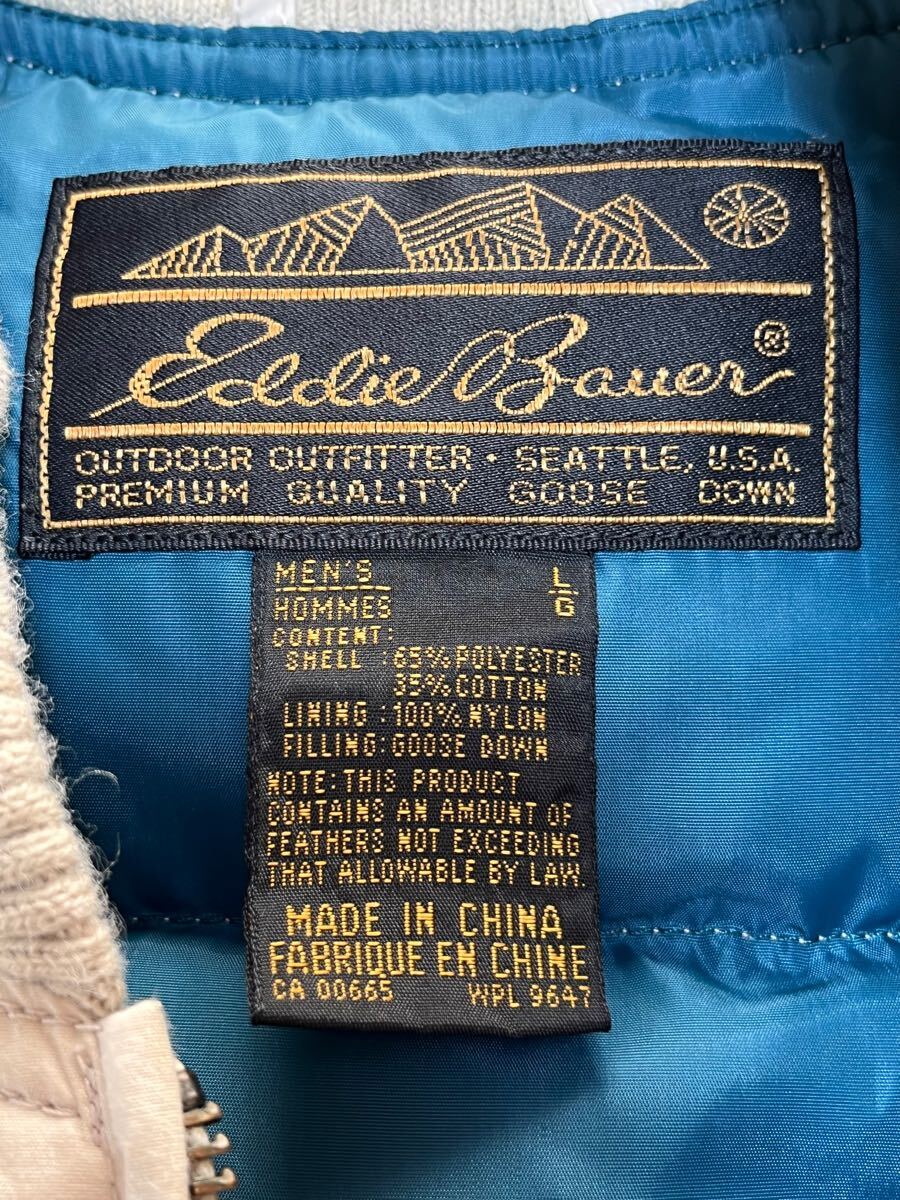 Eddie Bauer®
OUTDOOR OUTFITTER · SEATTLE, U.S.A.
PREMIUM QUALITY GOOSE DOWN
MEN'S L
HOMMES G
CONTENT:
SHELL : 65% POLYESTER
35% COTTON
LINING : 100% NYLON
FILLING: GOOSE DOWN
NOTE: THIS PRODUCT
CONTAINS AN AMOUNT OF
FEATHERS NOT EXCEEDING
THAT ALLOWABLE BY LAW.
MADE IN CHINA
FABRIQUE EN CHINE
CA 00665 WPL 9647